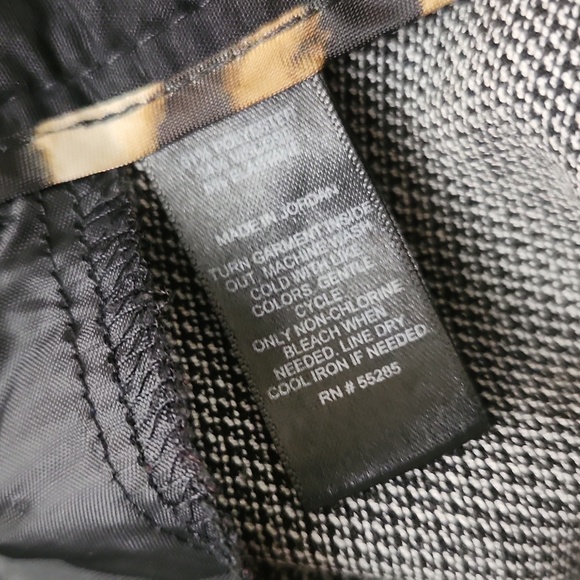 MADE IN JORDAN
TURN GARMENT INSIDE
OUT. MACHINE WASH
COLD WITH LIKE
COLORS, GENTLE
CYCLE.
ONLY NON-CHLORINE
BLEACH WHEN
NEEDED. LINE DRY
COOL IRON IF NEEDED
RN # 55285